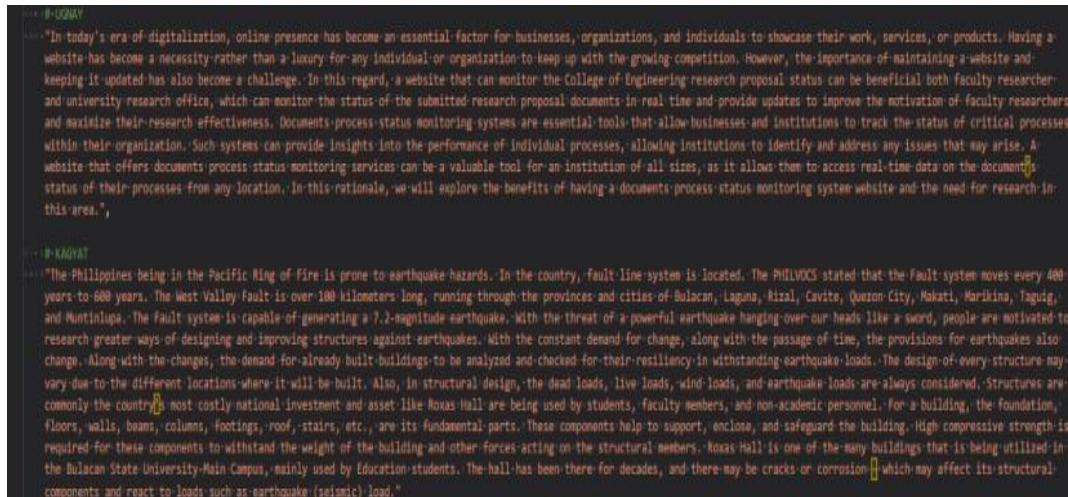 # UGNAY
"In today's era of digitalization, online presence has become an essential factor for businesses, organizations, and individuals to showcase their work, services, or products. Having a
website has become a necessity rather than a luxury for any individual or organization to keep up with the growing competition. However, the importance of maintaining a website and
keeping it updated has also become a challenge. In this regard, a website that can monitor the College of Engineering research proposal status can be beneficial both faculty researcher
and university research office, which can monitor the status of the submitted research proposal documents in real time and provide updates to improve the motivation of faculty researchers
and maximize their research effectiveness. Documents process status monitoring systems are essential tools that allow businesses and institutions to track the status of critical processes
within their organization. Such systems can provide insights into the performance of individual processes, allowing institutions to identify and address any issues that may arise. A
website that offers documents process status monitoring services can be a valuable tool for an institution of all sizes, as it allows them to access real-time data on the document’s
status of their processes from any location. In this rationale, we will explore the benefits of having a documents process status monitoring system website and the need for research in
this area.",
# KAGYAT
"The Philippines being in the Pacific Ring of Fire is prone to earthquake hazards. In the country, fault line system is located. The PHILVOCS stated that the Fault system moves every 400
years to 600 years. The West Valley Fault is over 100 kilometers long, running through the provinces and cities of Bulacan, Laguna, Rizal, Cavite, Quezon City, Makati, Marikina, Taguig,
and Muntinlupa. The Fault system is capable of generating a 7.2-magnitude earthquake. With the threat of a powerful earthquake hanging over our heads like a sword, people are motivated to
research greater ways of designing and improving structures against earthquakes. With the constant demand for change, along with the passage of time, the provisions for earthquakes also
change. Along with the changes, the demand for already built buildings to be analyzed and checked for their resiliency in withstanding earthquake loads. The design of every structure may
vary due to the different locations where it will be built. Also, in structural design, the dead loads, live loads, wind loads, and earthquake loads are always considered. Structures are
commonly the country’s most costly national investment and asset like Roxas Hall are being used by students, faculty members, and non-academic personnel. For a building, the foundation,
floors, walls, beams, columns, footings, roof, stairs, etc., are its fundamental parts. These components help to support, enclose, and safeguard the building. High compressive strength is
required for these components to withstand the weight of the building and other forces acting on the structural members. Roxas Hall is one of the many buildings that is being utilized in
the Bulacan State University-Main Campus, mainly used by Education students. The hall has been there for decades, and there may be cracks or corrosion – which may affect its structural
components and react to loads such as earthquake (seismic) load."